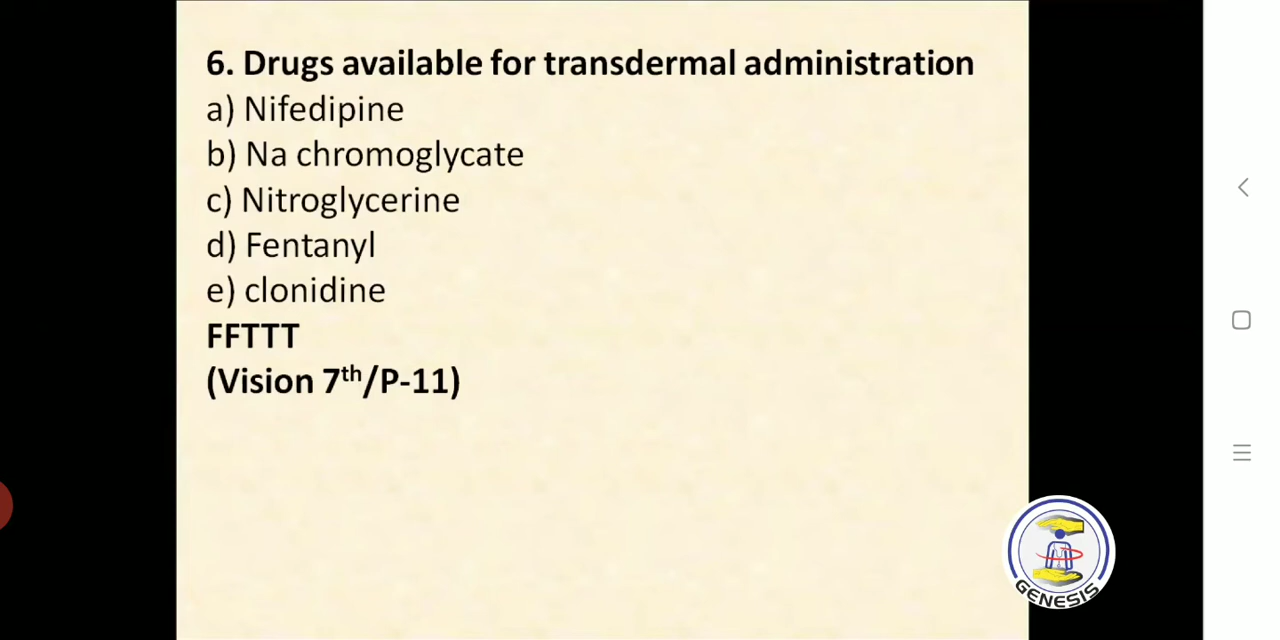 6. Drugs available for transdermal administration
a) Nifedipine
b) Na chromoglycate
c) Nitroglycerine
d) Fentanyl
e) clonidine
FFTTT
(Vision 7th/P-11)
GENESIS